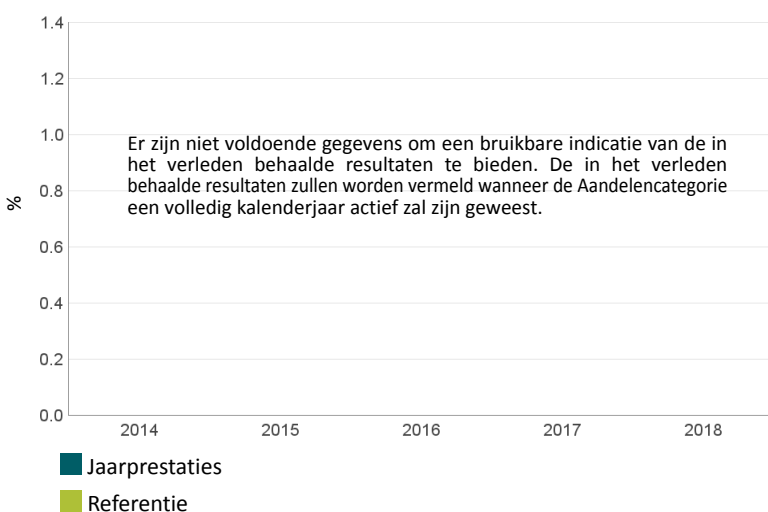 1.4
1.2
1.0
0.8
0.6
0.4
0.2
0.0
%
Er zijn niet voldoende gegevens om een bruikbare indicatie van de in
het verleden behaalde resultaten te bieden. De in het verleden
behaalde resultaten zullen worden vermeld wanneer de Aandelencategorie
een volledig kalenderjaar actief zal zijn geweest.
2014 2015 2016 2017 2018
Jaarprestaties
Referentie